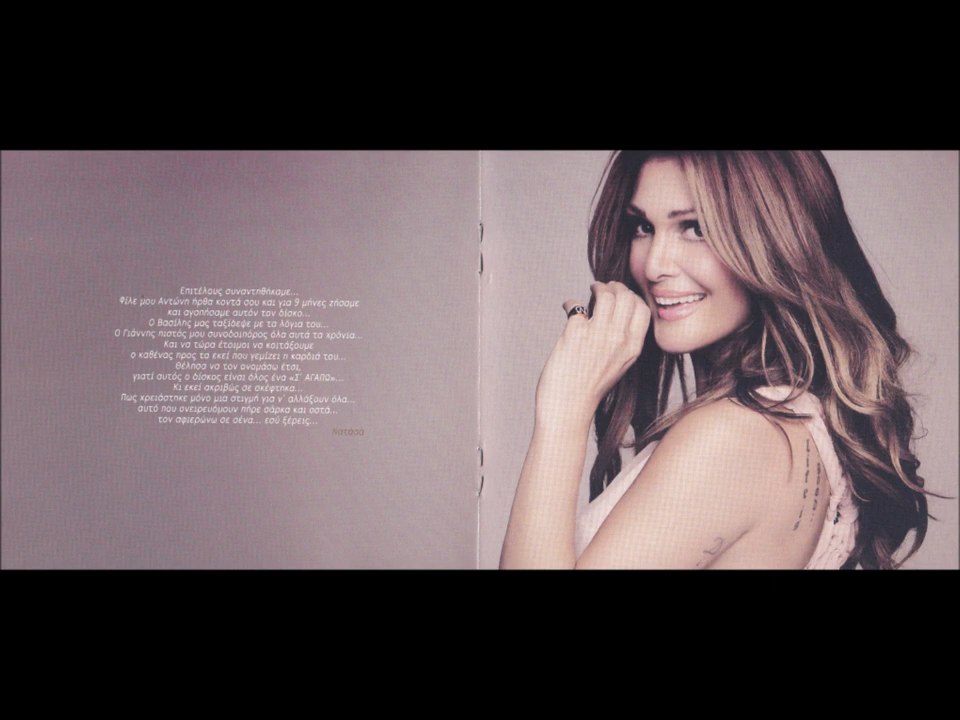 Επιτέλους συναντηθήκαμε...
Φίλε μου Αντώνη ήρθα κοντά σου και για 9 μήνες ζήσαμε
και αγαπήσαμε αυτόν τον δίσκο...
Ο Βασίλης μας ταξίδεψε με τα λόγια του...
Ο Γιάννης πιστός μου συνοδοιπόρος όλα αυτά τα χρόνια...
Και να τώρα έτοιμοι να κοιτάξουμε
ο καθένας προς τα εκεί που γεμίζει η καρδιά του...
Θέλησα να τον ονομάσω έτσι,
γιατί αυτός ο δίσκος είναι όλος ένα «Σ' ΑΓΑΠΩ»...
Κι εκεί ακριβώς σε σκέφτηκα...
Πως χρειάστηκε μόνο μια στιγμή για ν' αλλάξουν όλα...
αυτό που ονειρευόμουν πήρε σάρκα και οστά...
τον αφιερώνω σε σένα... εσύ ξέρεις...
Νατάσα